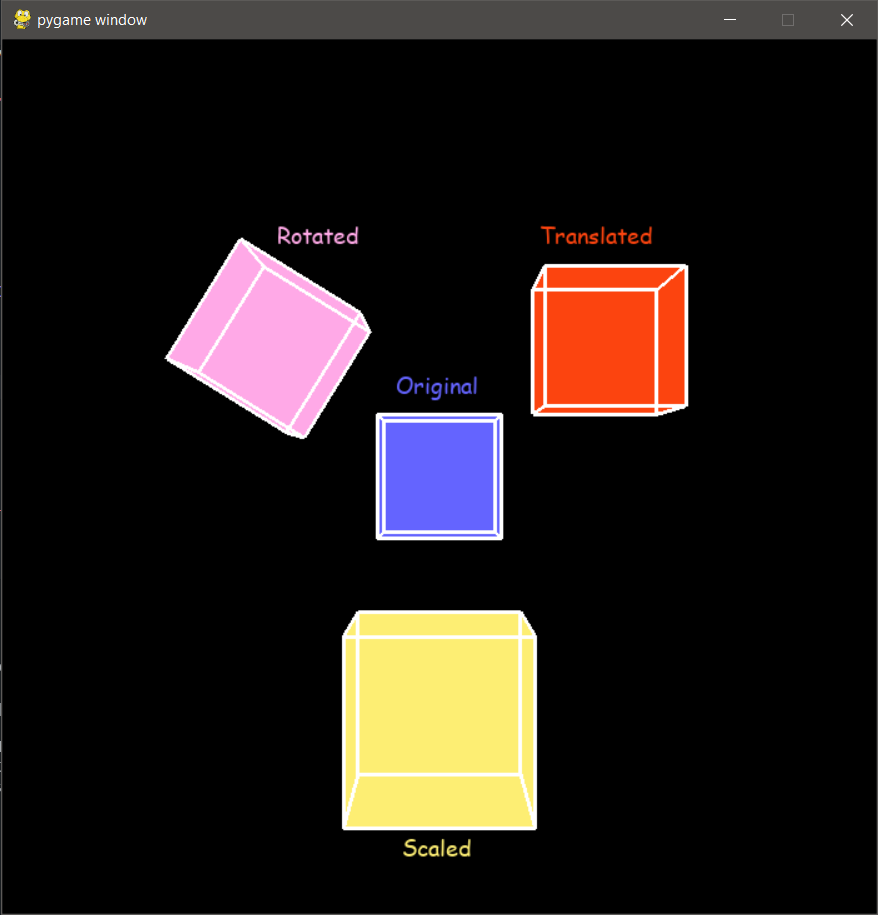 pygame window
Rotated
Translated
Original
Scaled